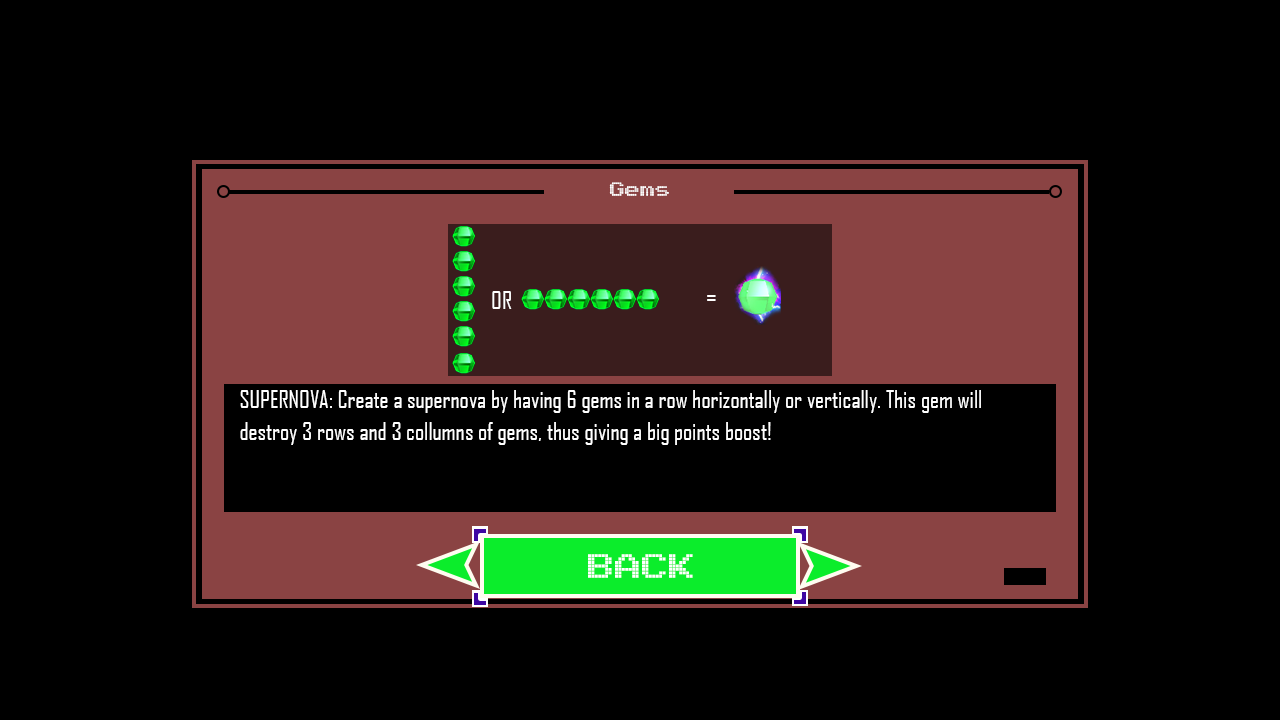 Gems
OR =
SUPERNOVA: Create a supernova by having 6 gems in a row horizontally or vertically. This gem will
destroy 3 rows and 3 collumns of gems, thus giving a big points boost!
BACK